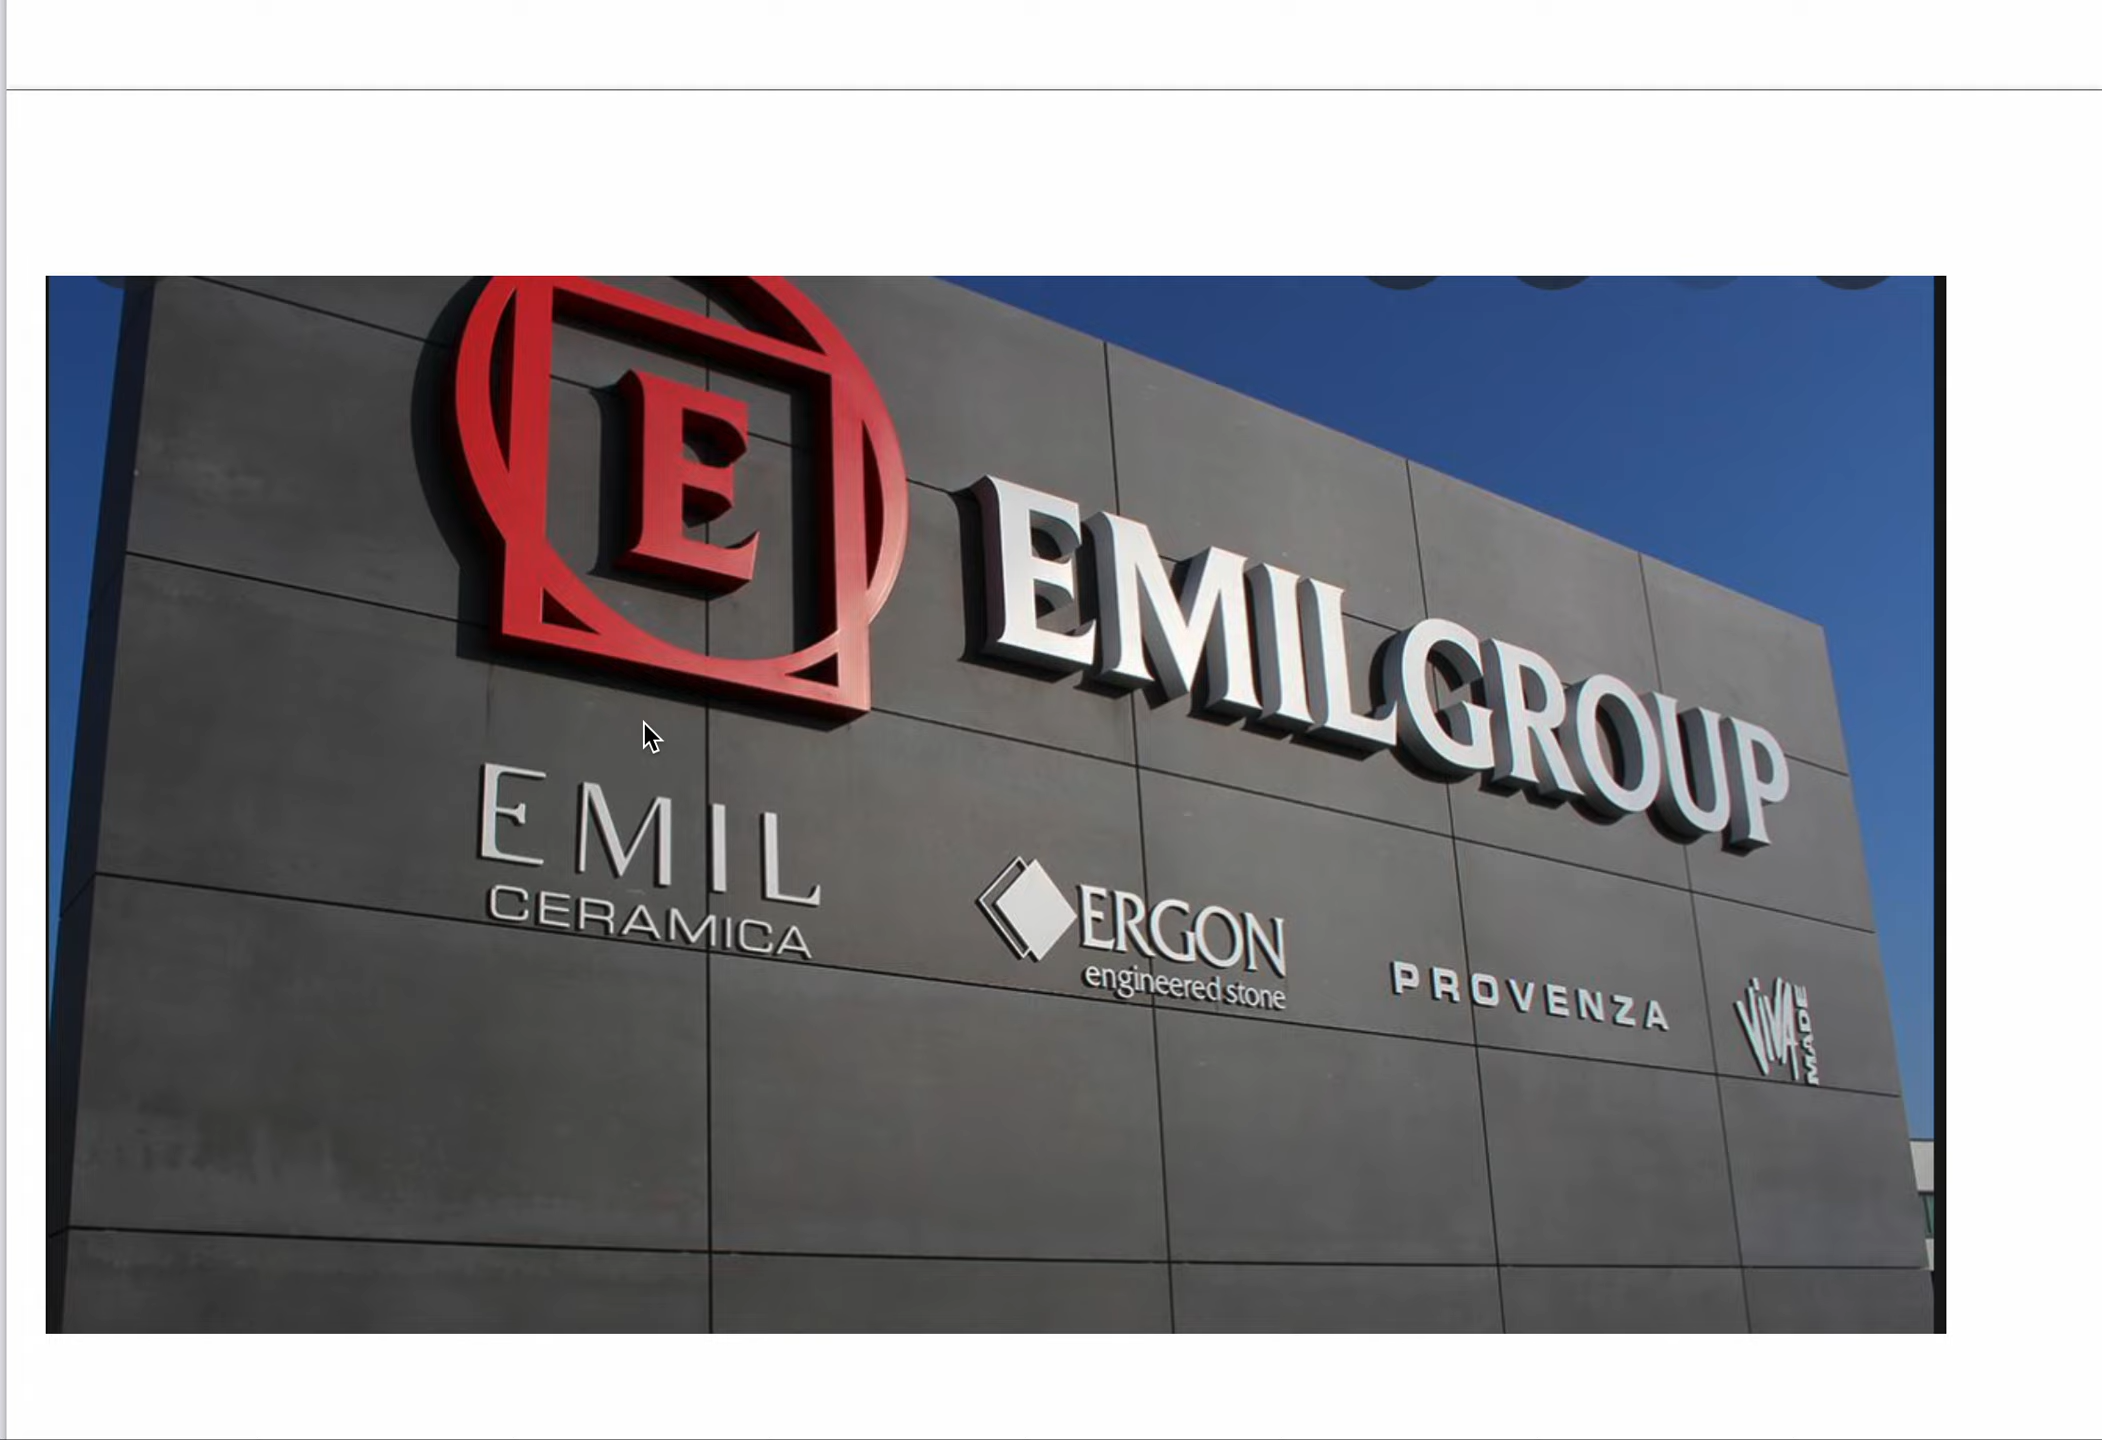 E
EMILGROUP
EMIL
CERAMICA
ERGON
engineered stone
PROVENZA
ViVA
MADE